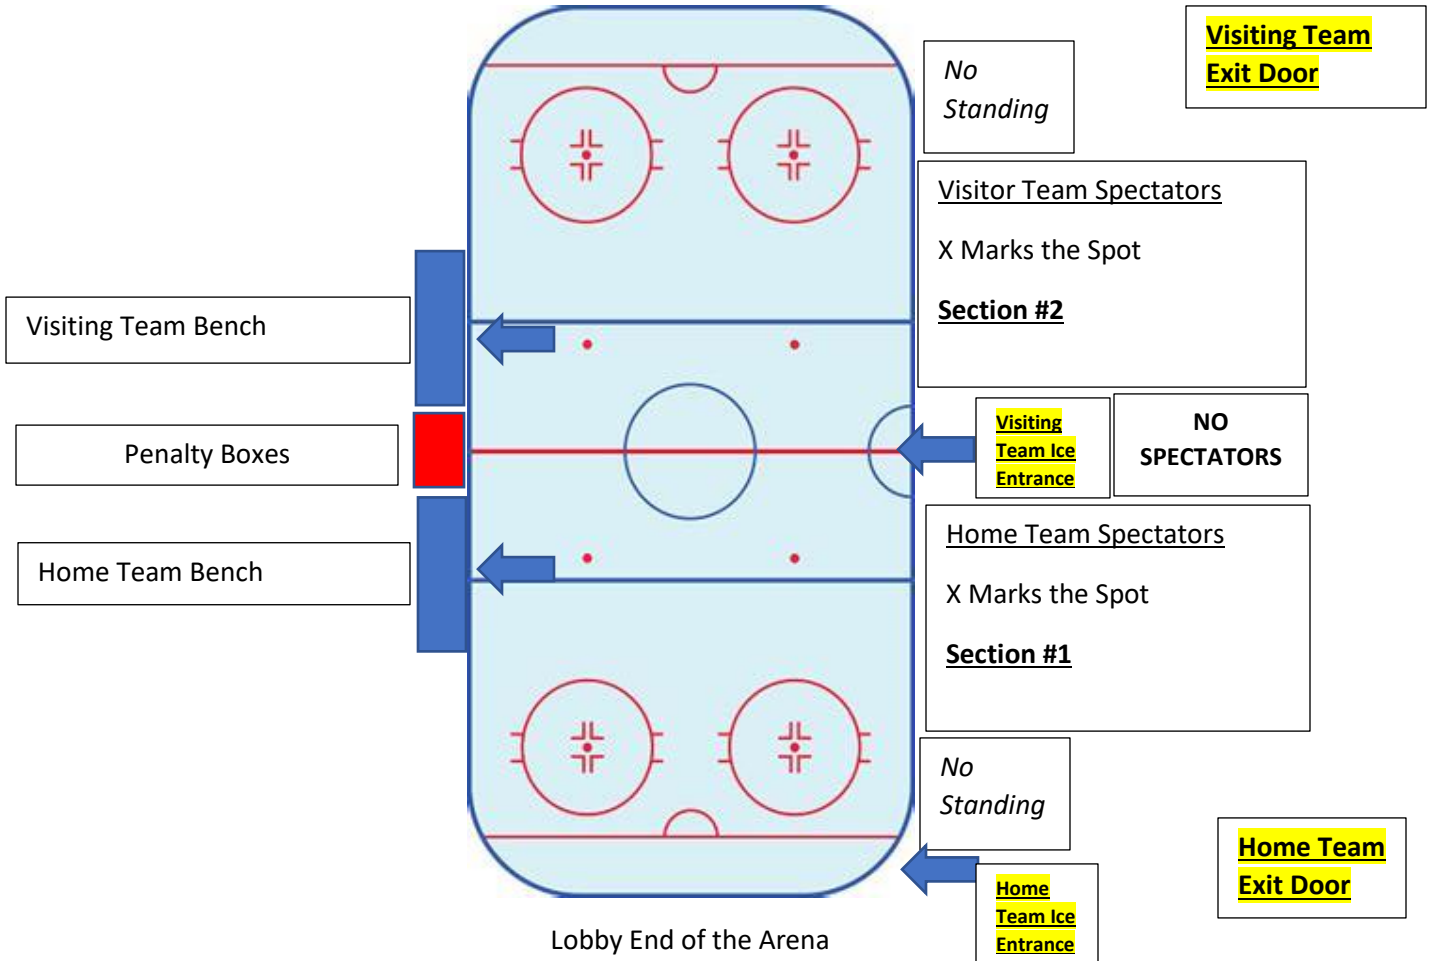 Visiting Team
Exit Door
No
Standing
Visitor Team Spectators
X Marks the Spot
Section #2
Visiting Team Bench
Visiting
Team Ice
Entrance
NO
SPECTATORS
Penalty Boxes
Home Team Spectators
X Marks the Spot
Section #1
Home Team Bench
No
Standing
Home Team
Exit Door
Home
Team Ice
Entrance
Lobby End of the Arena